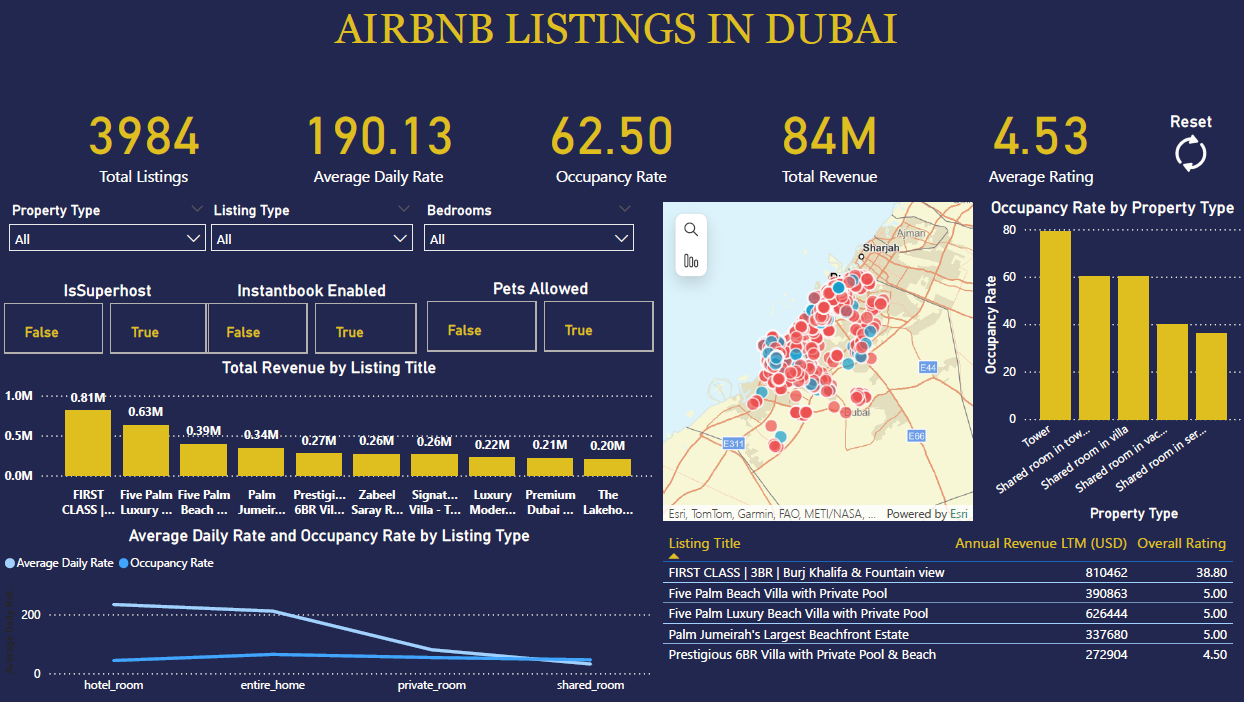 AIRBNB LISTINGS IN DUBAI
3984
Total Listings
190.13
Average Daily Rate
62.50
Occupancy Rate
84M
Total Revenue
4.53
Average Rating
Reset
Property Type
All
Listing Type
All
Bedrooms
All
IsSuperhost
False
True
Instantbook Enabled
False
True
Pets Allowed
False
True
Total Revenue by Listing Title
1.0M
0.5M
0.0M
0.81M
0.63M
0.39M
0.34M
0.27M
0.26M
0.26M
0.22M
0.21M
0.20M
FIRST
CLASS |...
Five Palm
Luxury ...
Five Palm
Beach ...
Palm
Jumeir...
Prestigi...
6BR Vil...
Zabeel
Saray R...
Signat...
Villa - T...
Luxury
Moder...
Premium
Dubai ...
The
Lakeho...
Average Daily Rate and Occupancy Rate by Listing Type
Average Daily Rate
Occupancy Rate
200
0
hotel_room
entire_home
private_room
shared_room
Ajman
Sharjah
Dubai
E44
E66
E311
Esri, TomTom, Garmin, FAO, METI/NASA, ...
Powered by Esri
Occupancy Rate by Property Type
Occupancy Rate
80
60
40
20
0
Tower
Shared room in tow...
Shared room in villa
Shared room in vac...
Shared room in ser...
Property Type
Listing Title Annual Revenue LTM (USD) Overall Rating
FIRST CLASS | 3BR | Burj Khalifa & Fountain view 810462 38.80
Five Palm Beach Villa with Private Pool 390863 5.00
Five Palm Luxury Beach Villa with Private Pool 626444 5.00
Palm Jumeirah's Largest Beachfront Estate 337680 5.00
Prestigious 6BR Villa with Private Pool & Beach 272904 4.50